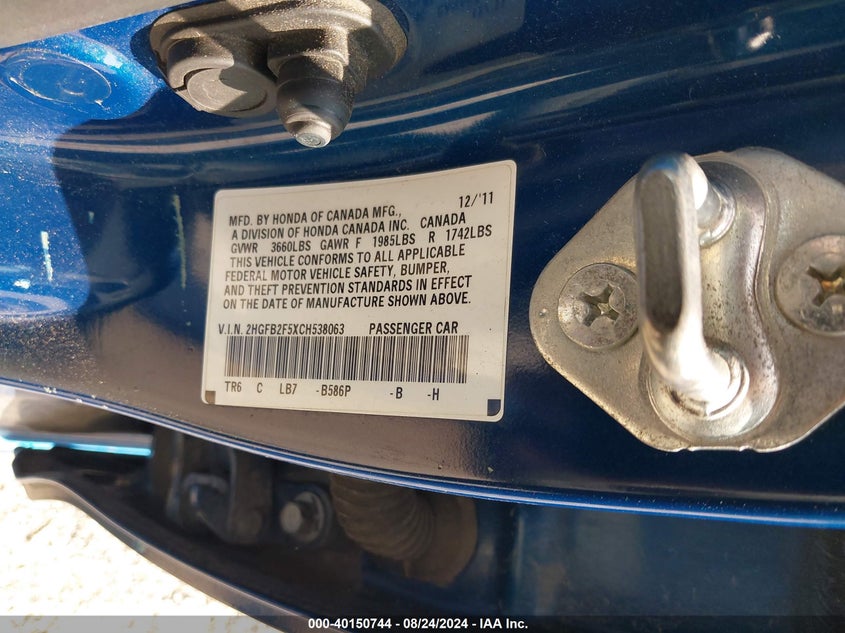 12/'11
MFD. BY HONDA OF CANADA MFG.,
A DIVISION OF HONDA CANADA INC. CANADA
GVWR 3660LBS GAWR F 1985LBS R 1742LBS
THIS VEHICLE CONFORMS TO ALL APPLICABLE
FEDERAL MOTOR VEHICLE SAFETY, BUMPER,
AND THEFT PREVENTION STANDARDS IN EFFECT
ON THE DATE OF MANUFACTURE SHOWN ABOVE.
V.I.N. 2HGFB2F5XCH538063 PASSENGER CAR
TR6 C LB7 -B586P -B -H
000-40150744 / 08/24/2024 - IAA Inc.